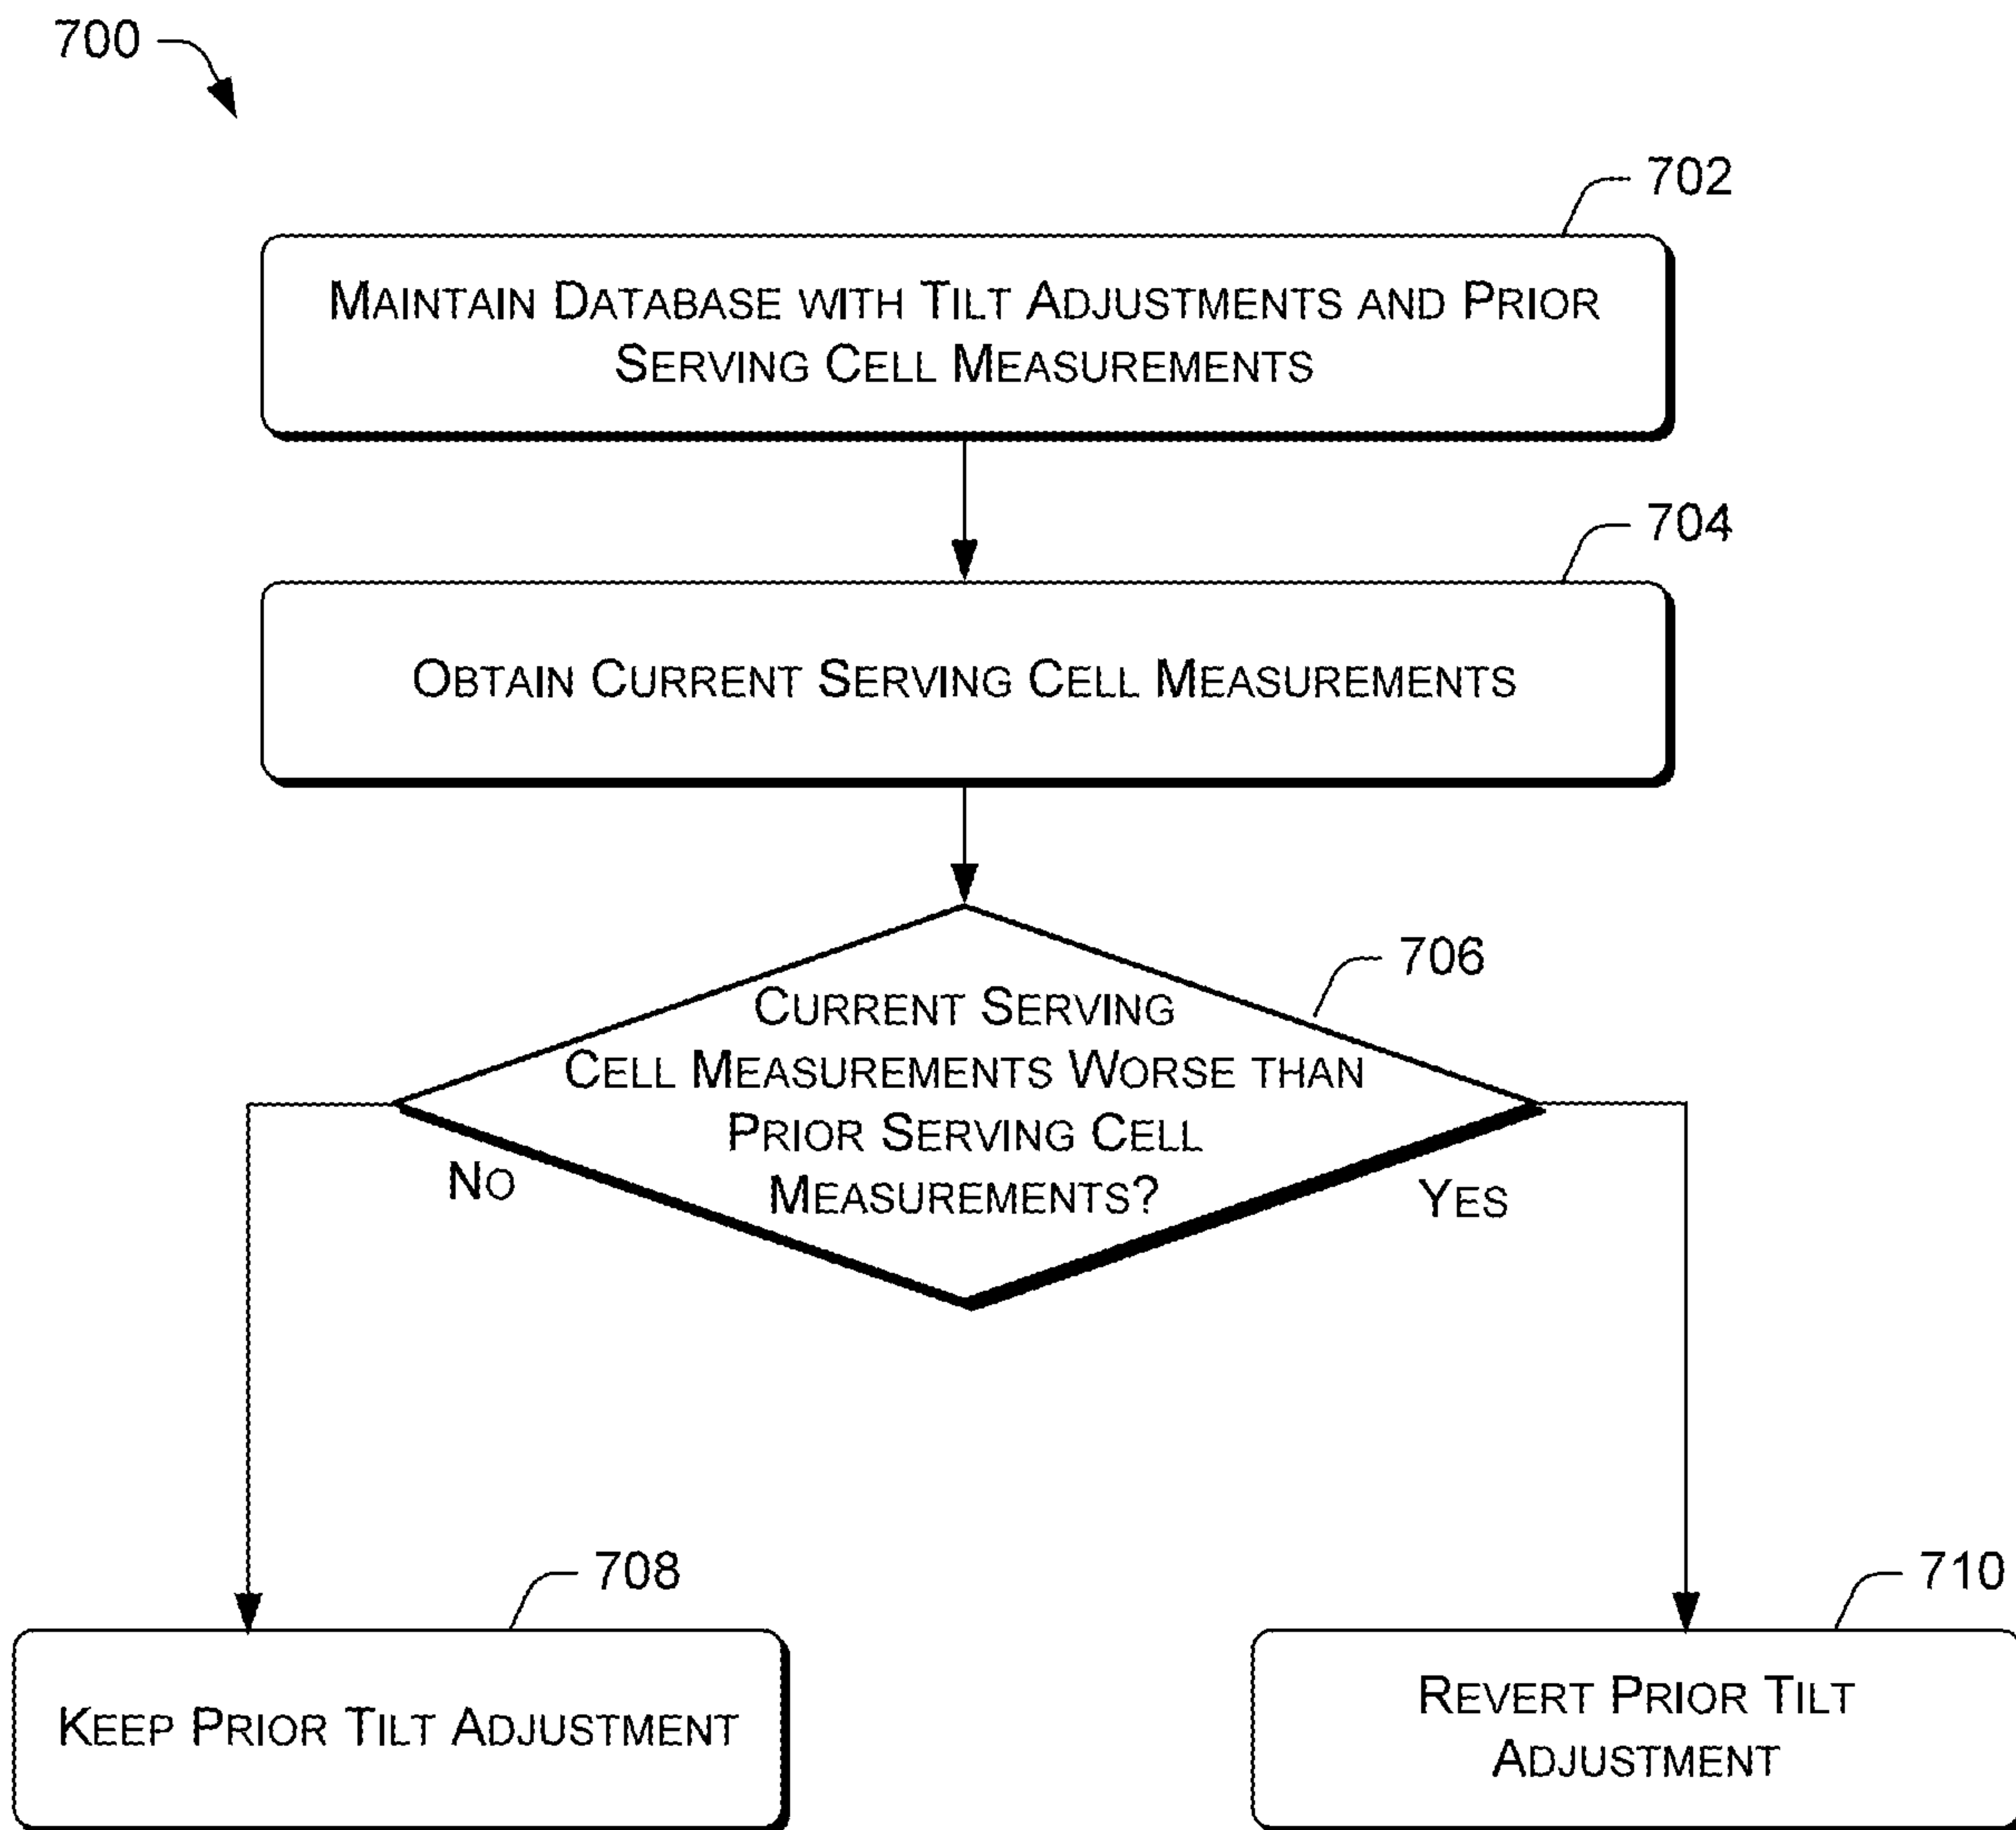 700
702
MAINTAIN DATABASE WITH TILT ADJUSTMENTS AND PRIOR
SERVING CELL MEASUREMENTS
704
OBTAIN CURRENT SERVING CELL MEASUREMENTS
706
CURRENT SERVING
CELL MEASUREMENTS WORSE THAN
PRIOR SERVING CELL
MEASUREMENTS?
NO
YES
708
KEEP PRIOR TILT ADJUSTMENT
710
REVERT PRIOR TILT
ADJUSTMENT